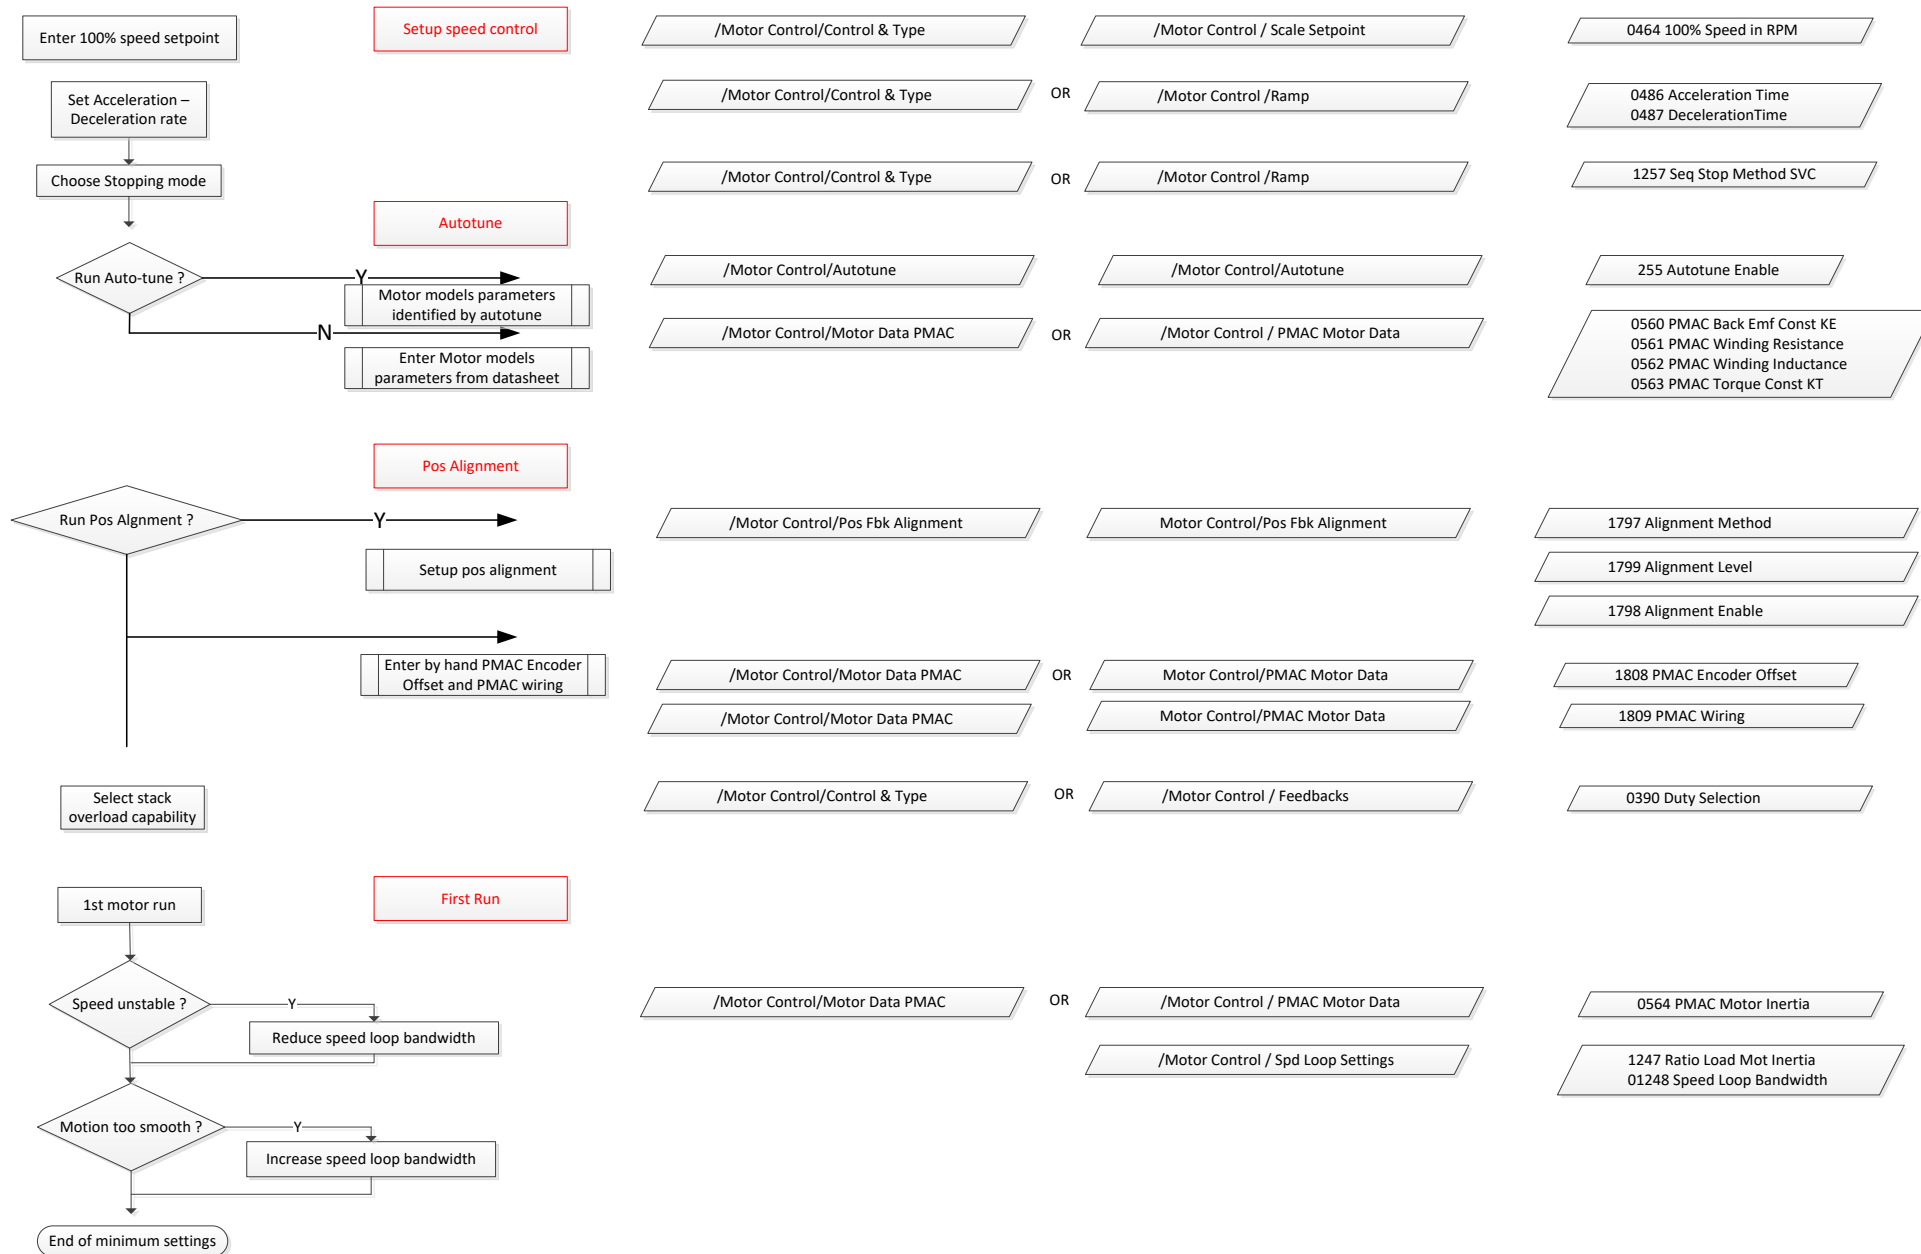 Enter 100% speed setpoint
Setup speed control
/Motor Control/Control & Type
/Motor Control / Scale Setpoint
0464 100% Speed in RPM
Set Acceleration –
Deceleration rate
/Motor Control/Control & Type
OR
/Motor Control /Ramp
0486 Acceleration Time
0487 DecelerationTime
Choose Stopping mode
/Motor Control/Control & Type
OR
/Motor Control /Ramp
1257 Seq Stop Method SVC
Autotune
Run Auto-tune ?
Y
/Motor Control/Autotune
/Motor Control/Autotune
255 Autotune Enable
Motor models parameters
identified by autotune
N
/Motor Control/Motor Data PMAC
OR
/Motor Control / PMAC Motor Data
0560 PMAC Back Emf Const KE
0561 PMAC Winding Resistance
0562 PMAC Winding Inductance
0563 PMAC Torque Const KT
Enter Motor models
parameters from datasheet
Pos Alignment
Run Pos Algnment ?
Y
/Motor Control/Pos Fbk Alignment
Motor Control/Pos Fbk Alignment
1797 Alignment Method
Setup pos alignment
1799 Alignment Level
1798 Alignment Enable
Enter by hand PMAC Encoder
Offset and PMAC wiring
/Motor Control/Motor Data PMAC
OR
Motor Control/PMAC Motor Data
1808 PMAC Encoder Offset
/Motor Control/Motor Data PMAC
Motor Control/PMAC Motor Data
1809 PMAC Wiring
Select stack
overload capability
/Motor Control/Control & Type
OR
/Motor Control / Feedbacks
0390 Duty Selection
1st motor run
First Run
Speed unstable ?
Y
/Motor Control/Motor Data PMAC
OR
/Motor Control / PMAC Motor Data
0564 PMAC Motor Inertia
Reduce speed loop bandwidth
/Motor Control / Spd Loop Settings
1247 Ratio Load Mot Inertia
01248 Speed Loop Bandwidth
Motion too smooth ?
Y
Increase speed loop bandwidth
End of minimum settings